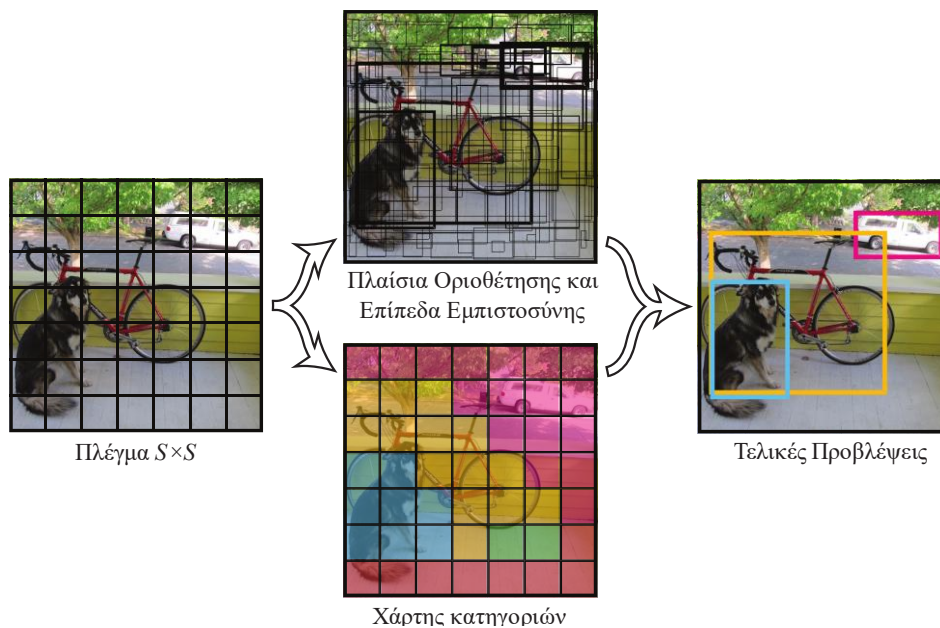 Πλαίσια Οριοθέτησης και
Επίπεδα Εμπιστοσύνης
Πλέγμα S×S
Τελικές Προβλέψεις
Χάρτης κατηγοριών